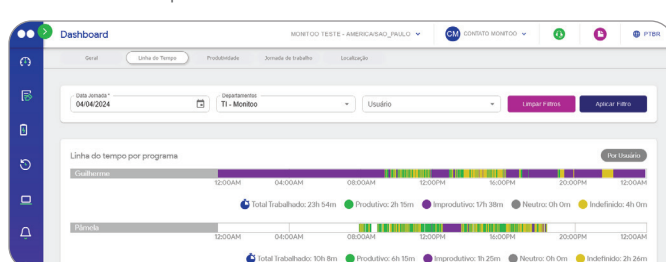 Dashboard
MONITOO TESTE - AMERICA/SAO_PAULO
CM
CONTATO MONITOO
PTBR
Geral
Linha do Tempo
Produtividade
Jornada de trabalho
Localização
Data Jornada *
04/04/2024
Departamentos
TI - Monitoo
Usuário
Limpar Filtros
Aplicar Filtro
Linha do tempo por programa
Por Usuário
Guilherme
12:00AM 04:00AM 08:00AM 12:00PM 16:00PM 20:00PM 12:00AM
Total Trabalhado: 23h 54m Produtivo: 2h 15m Improdutivo: 17h 38m Neutro: 0h 0m Indefinido: 4h 0m
Pâmela
12:00AM 04:00AM 08:00AM 12:00PM 16:00PM 20:00PM 12:00AM
Total Trabalhado: 10h 8m Produtivo: 6h 15m Improdutivo: 1h 25m Neutro: 0h 0m Indefinido: 2h 26m